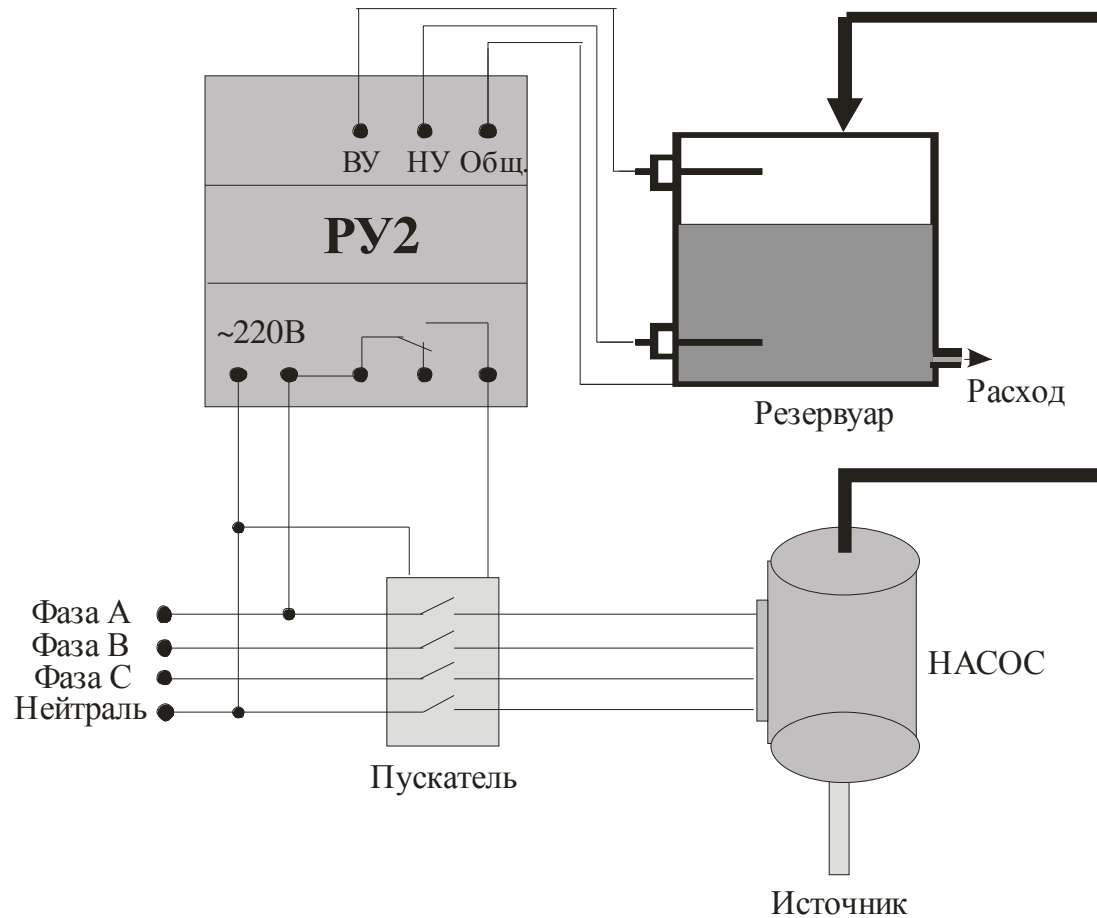 ВУ НУ Общ.
РУ2
~220В
Расход
Резервуар
Фаза А
Фаза В
Фаза С
Нейтраль
НАСОС
Пускатель
Источник